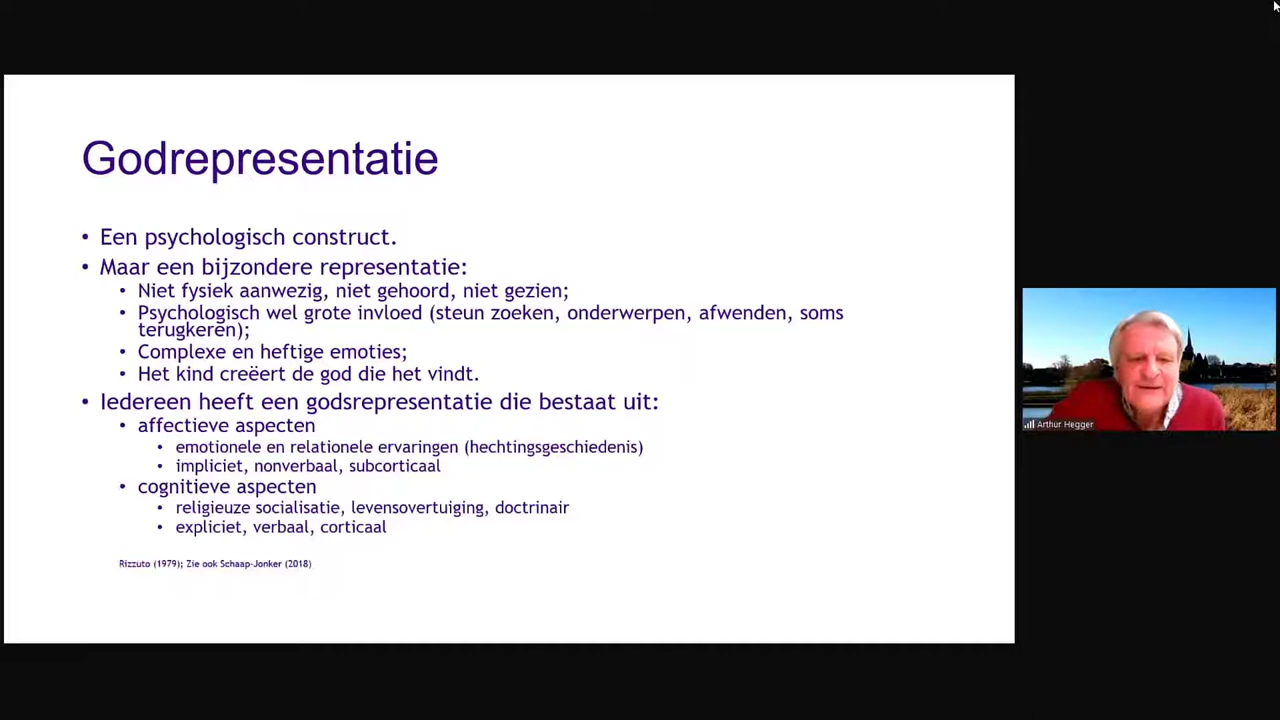 Godrepresentatie
• Een psychologisch construct.
• Maar een bijzondere representatie:
• Niet fysiek aanwezig, niet gehoord, niet gezien;
• Psychologisch wel grote invloed (steun zoeken, onderwerpen, afwenden, soms
terugkeren);
• Complexe en heftige emoties;
• Het kind creëert de god die het vindt.
• Iedereen heeft een godsrepresentatie die bestaat uit:
• affectieve aspecten
• emotionele en relationele ervaringen (hechtingsgeschiedenis)
• impliciet, nonverbaal, subcorticaal
• cognitieve aspecten
• religieuze socialisatie, levensovertuiging, doctrinair
• expliciet, verbaal, corticaal
Rizzuto (1979); Zie ook Schaap-Jonker (2018)
Arthur Hegger